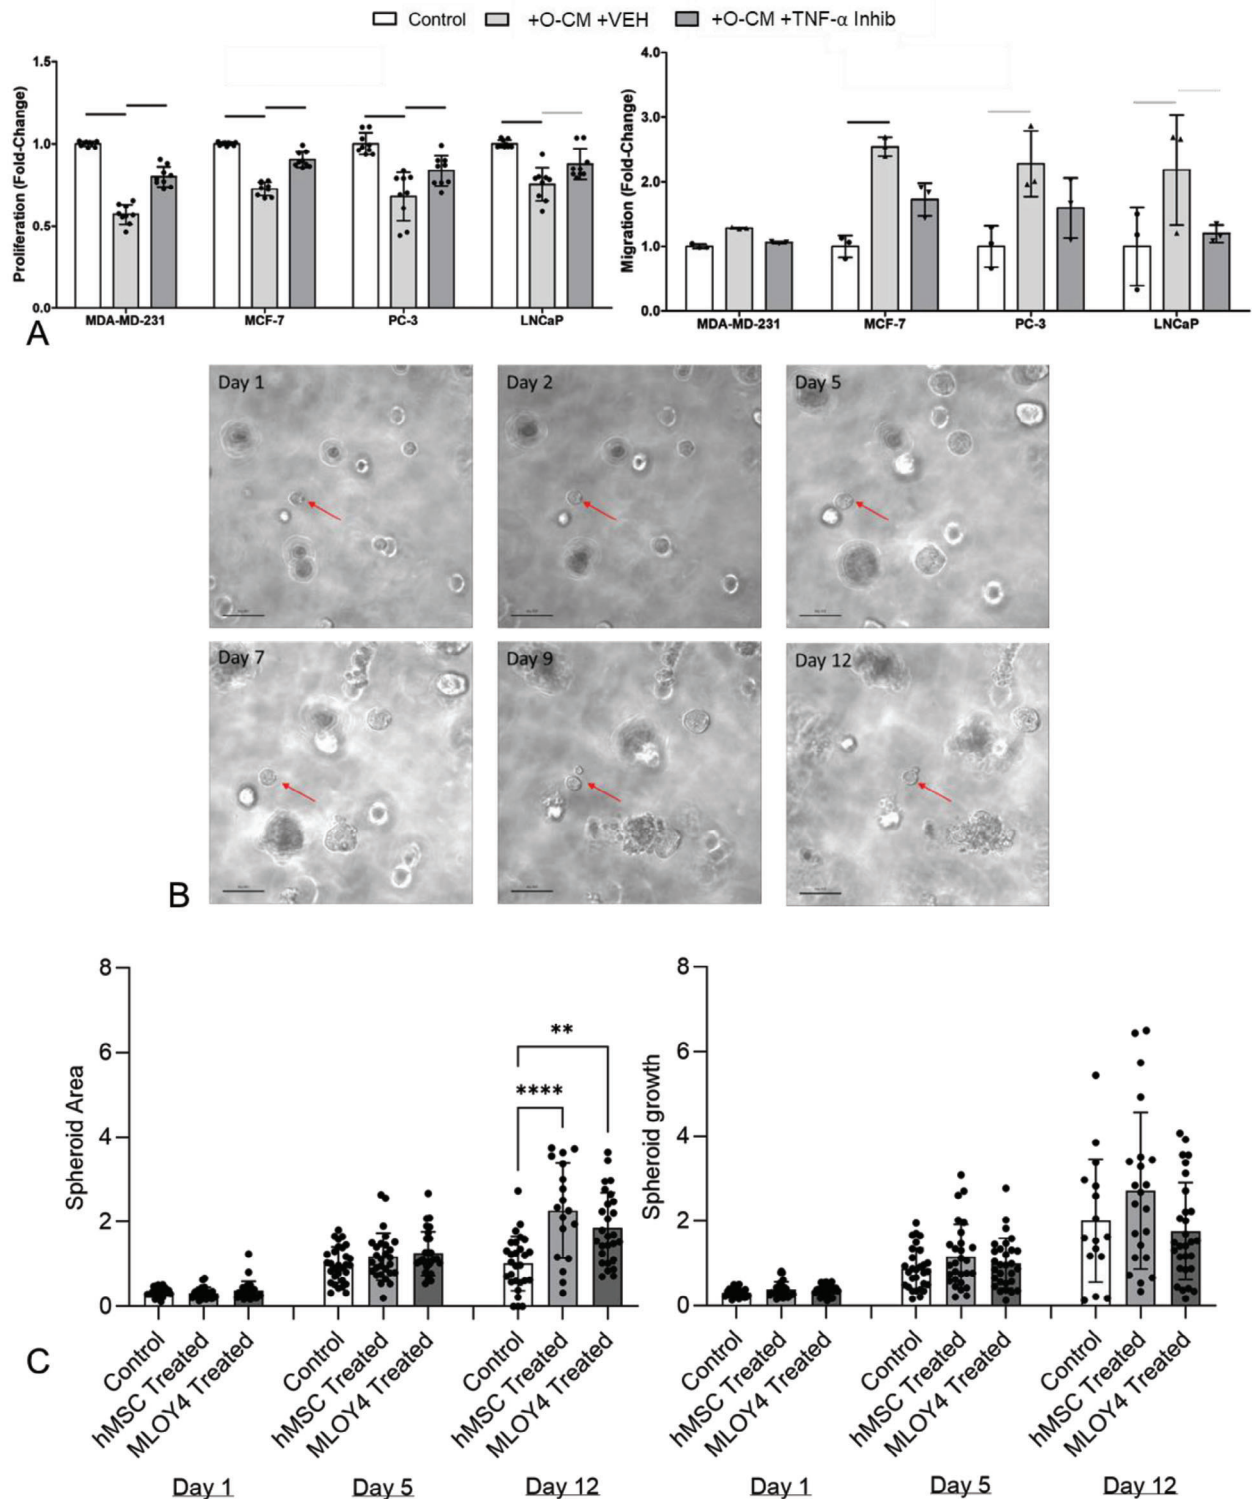 Control +O-CM +VEH +O-CM +TNF-α Inhib
Proliferation (Fold-Change)
1.5
1.0
0.5
0.0
MDA-MD-231 MCF-7 PC-3 LNCaP
Migration (Fold-Change)
4.0
3.0
2.0
1.0
0.0
MDA-MD-231 MCF-7 PC-3 LNCaP
A
Day 1
Day 2
Day 5
Day 7
Day 9
Day 12
B
Spheroid Area
8
6
4
2
0
**
****
Control hMSC Treated MLOY4 Treated Control hMSC Treated MLOY4 Treated Control hMSC Treated MLOY4 Treated
Day 1 Day 5 Day 12
Spheroid growth
8
6
4
2
0
Control hMSC Treated MLOY4 Treated Control hMSC Treated MLOY4 Treated Control hMSC Treated MLOY4 Treated
Day 1 Day 5 Day 12
C